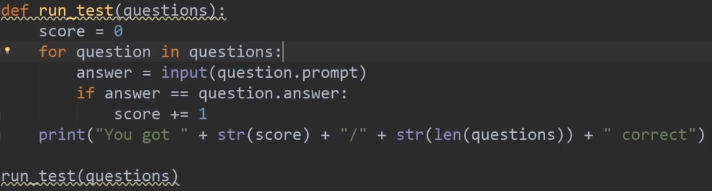 def run_test(questions):
    score = 0
    for question in questions:
        answer = input(question.prompt)
        if answer == question.answer:
            score += 1
    print("You got " + str(score) + "/" + str(len(questions)) + " correct")

run_test(questions)